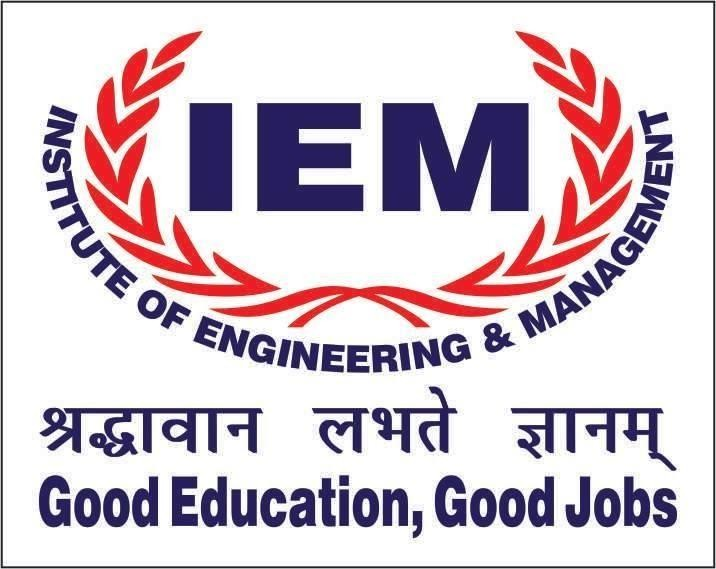 IEM
INSTITUTE OF ENGINEERING & MANAGEMENT
श्रद्धावान लभते ज्ञानम्
Good Education, Good Jobs